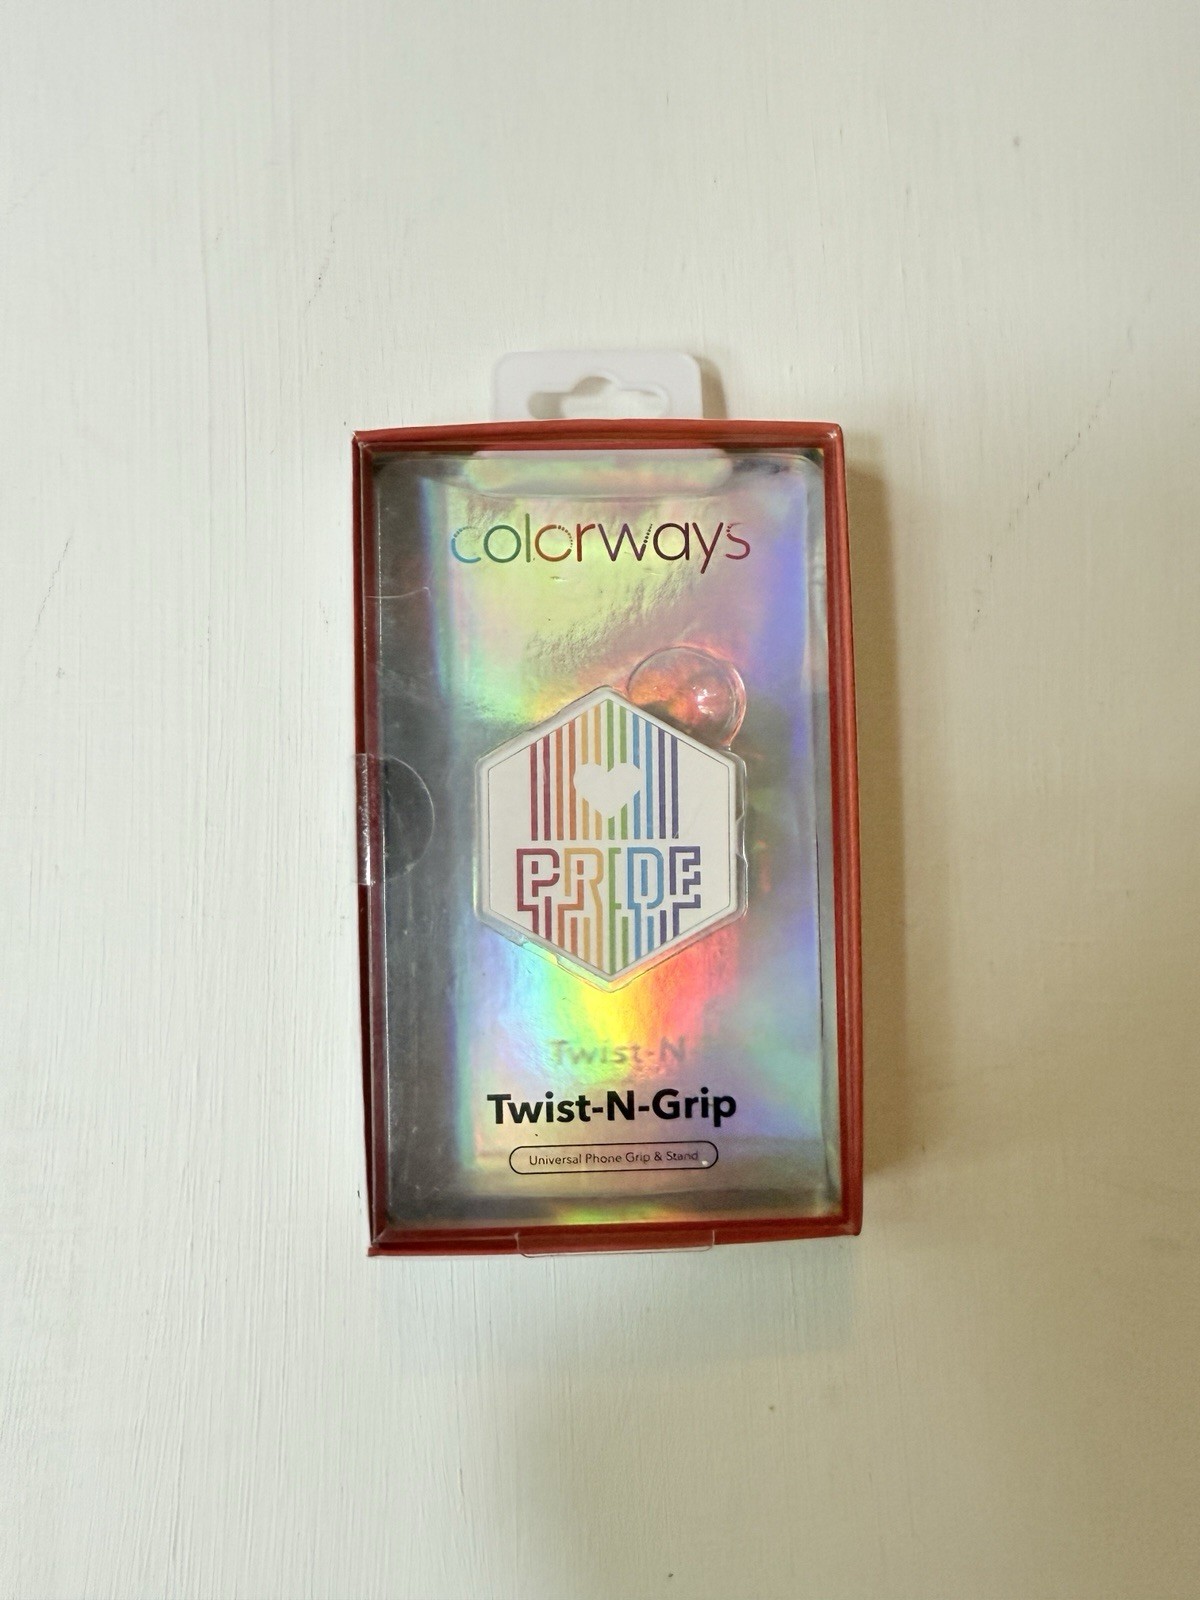 colorways
PRIDE
Twist-N
Twist-N-Grip
Universal Phone Grip & Stand